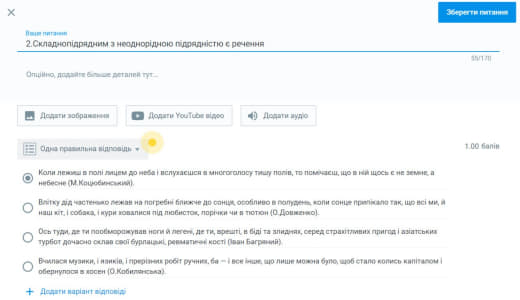 Зберегти питання
Ваше питання
2.Складнопідрядним з неоднорідною підрядністю є речення
55/170
Опційно, додайте більше деталей тут...
Додати зображення
Додати YouTube відео
Додати аудіо
Одна правильна відповідь
1.00 балів
Коли лежиш в полі лицем до неба і вслухаєшся в многоголосу тишу полів, то помічаєш, що в ній щось є не земне, а
небесне (М.Коцюбинський).
Влітку дід частенько лежав на погребні ближче до сонця, особливо в полудень, коли сонце припікало так, що всі ми, й
наш кіт, і собака, і кури ховалися під любисток, порічки чи в тютюн (О.Довженко).
Ось туди, де ти пообморожував ноги й легені, де ти, врешті, в біді та злиднях, серед страхітливих пригод і азіатських
турбот дочасно склав свої бурлацькі, ревматичні кості (Іван Багряний).
Вчилася музики, і язиків, і прерізних робіт ручних, ба — і все інше, що лише можна було, щоб стало колись капіталом і
обернулося в хосен (О.Кобилянська).
Додати варіант відповіді